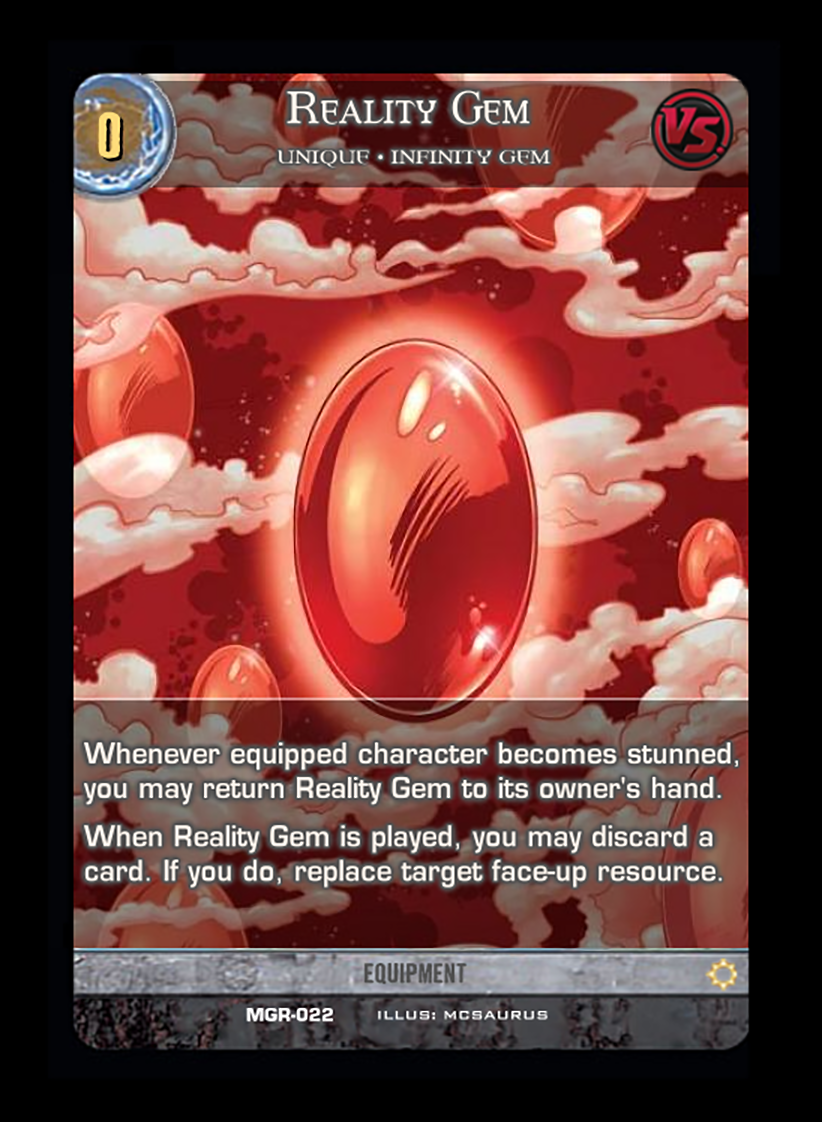 0
Reality Gem
VS.
Unique • Infinity Gem
Whenever equipped character becomes stunned,
you may return Reality Gem to its owner's hand.
When Reality Gem is played, you may discard a
card. If you do, replace target face-up resource.
EQUIPMENT
MGR-022 ILLUS: MCSAURUS